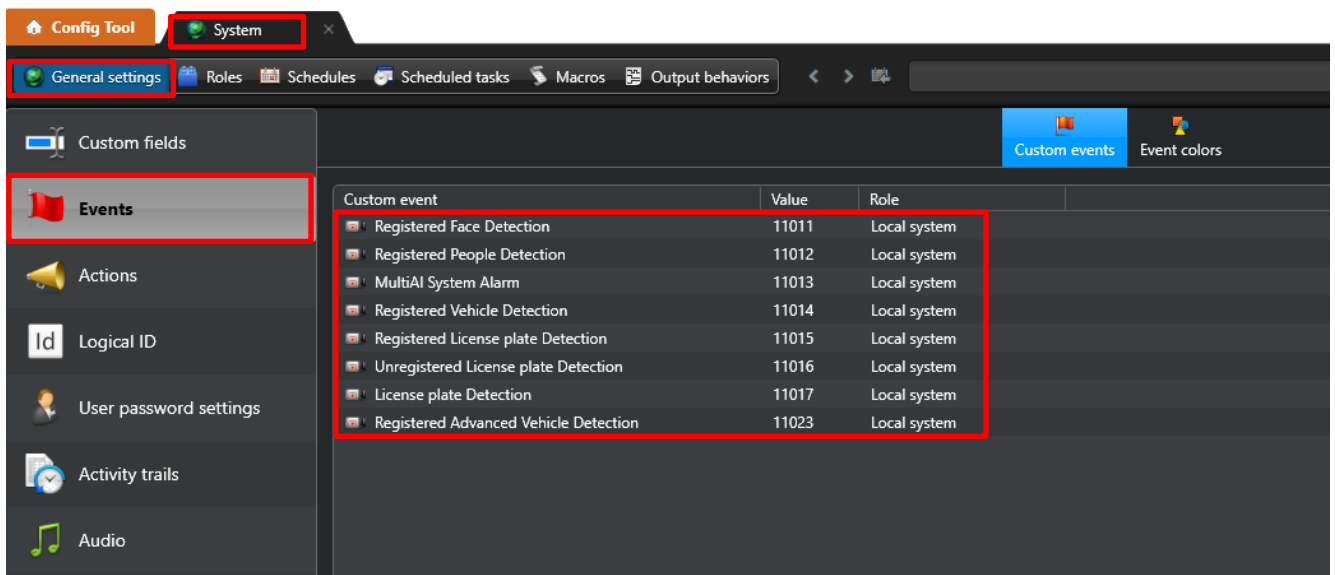 Config Tool
System
General settings
Roles
Schedules
Scheduled tasks
Macros
Output behaviors
Custom fields
Events
Actions
Id Logical ID
User password settings
Activity trails
Audio
Custom events
Event colors
Custom event Value Role
Registered Face Detection 11011 Local system
Registered People Detection 11012 Local system
MultiAI System Alarm 11013 Local system
Registered Vehicle Detection 11014 Local system
Registered License plate Detection 11015 Local system
Unregistered License plate Detection 11016 Local system
License plate Detection 11017 Local system
Registered Advanced Vehicle Detection 11023 Local system